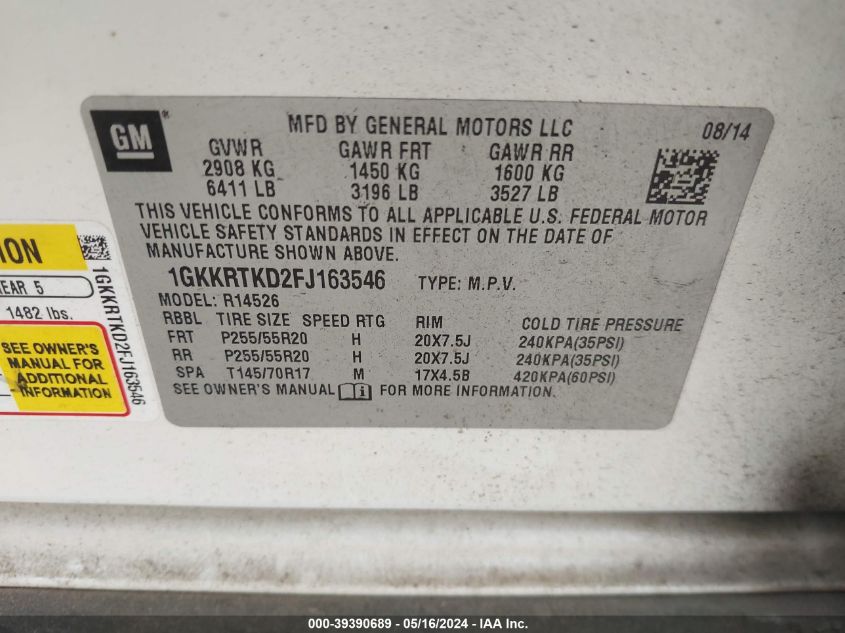 GM
MFD BY GENERAL MOTORS LLC 08/14
GVWR GAWR FRT GAWR RR
2908 KG 1450 KG 1600 KG
6411 LB 3196 LB 3527 LB
THIS VEHICLE CONFORMS TO ALL APPLICABLE U.S. FEDERAL MOTOR
VEHICLE SAFETY STANDARDS IN EFFECT ON THE DATE OF
MANUFACTURE SHOWN ABOVE.
1GKKRTKD2FJ163546 TYPE: M.P.V.
MODEL: R14526
RBBL TIRE SIZE SPEED RTG RIM COLD TIRE PRESSURE
FRT P255/55R20 H 20X7.5J 240KPA(35PSI)
RR P255/55R20 H 20X7.5J 240KPA(35PSI)
SPA T145/70R17 M 17X4.5B 420KPA(60PSI)
SEE OWNER'S MANUAL FOR MORE INFORMATION.
TION
REAR 5
1482 lbs.
SEE OWNER'S
MANUAL FOR
ADDITIONAL
INFORMATION
1GKKRTKD2FJ163546
000-39390689 - 05/16/2024 - IAA Inc.